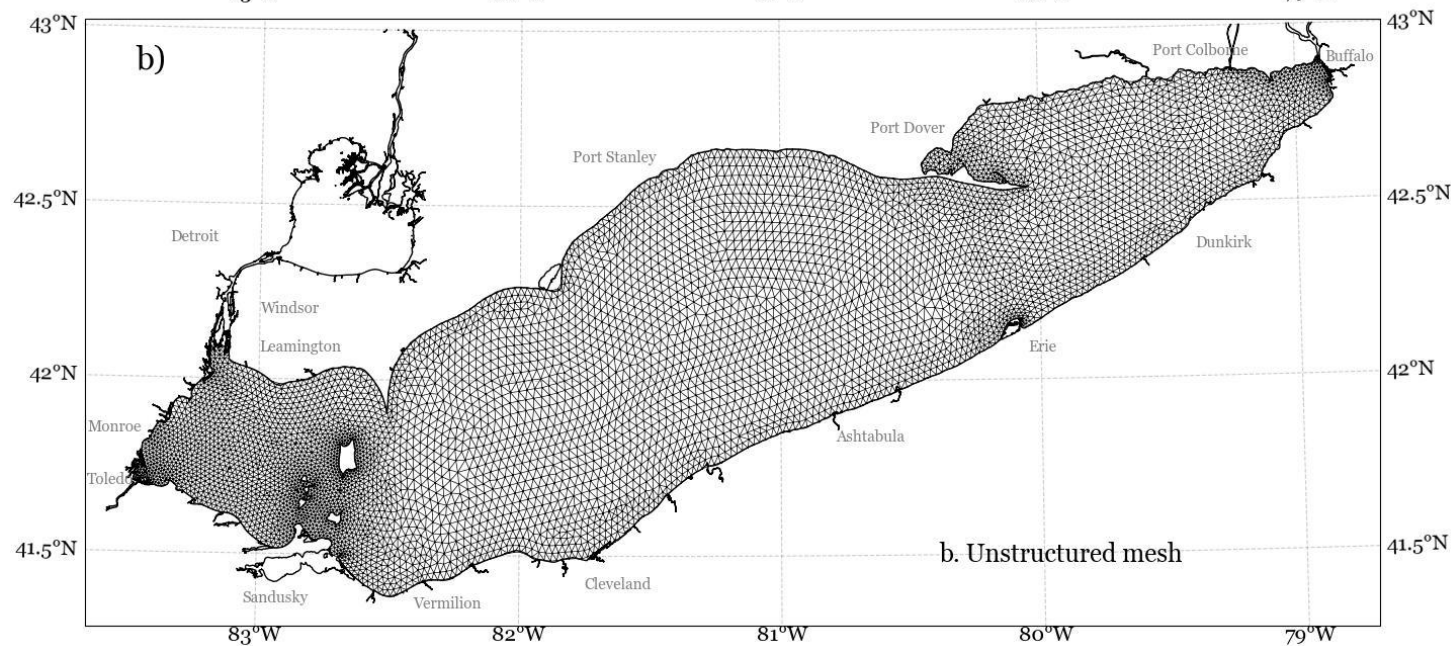 43°N
43°N
b)
Port Colborne
Buffalo
Port Dover
Port Stanley
42.5°N
42.5°N
Detroit
Dunkirk
Windsor
Leamington
Erie
42°N
42°N
Monroe
Ashtabula
Toledo
41.5°N
41.5°N
b. Unstructured mesh
Cleveland
Sandusky
Vermilion
83°W
82°W
81°W
80°W
79°W